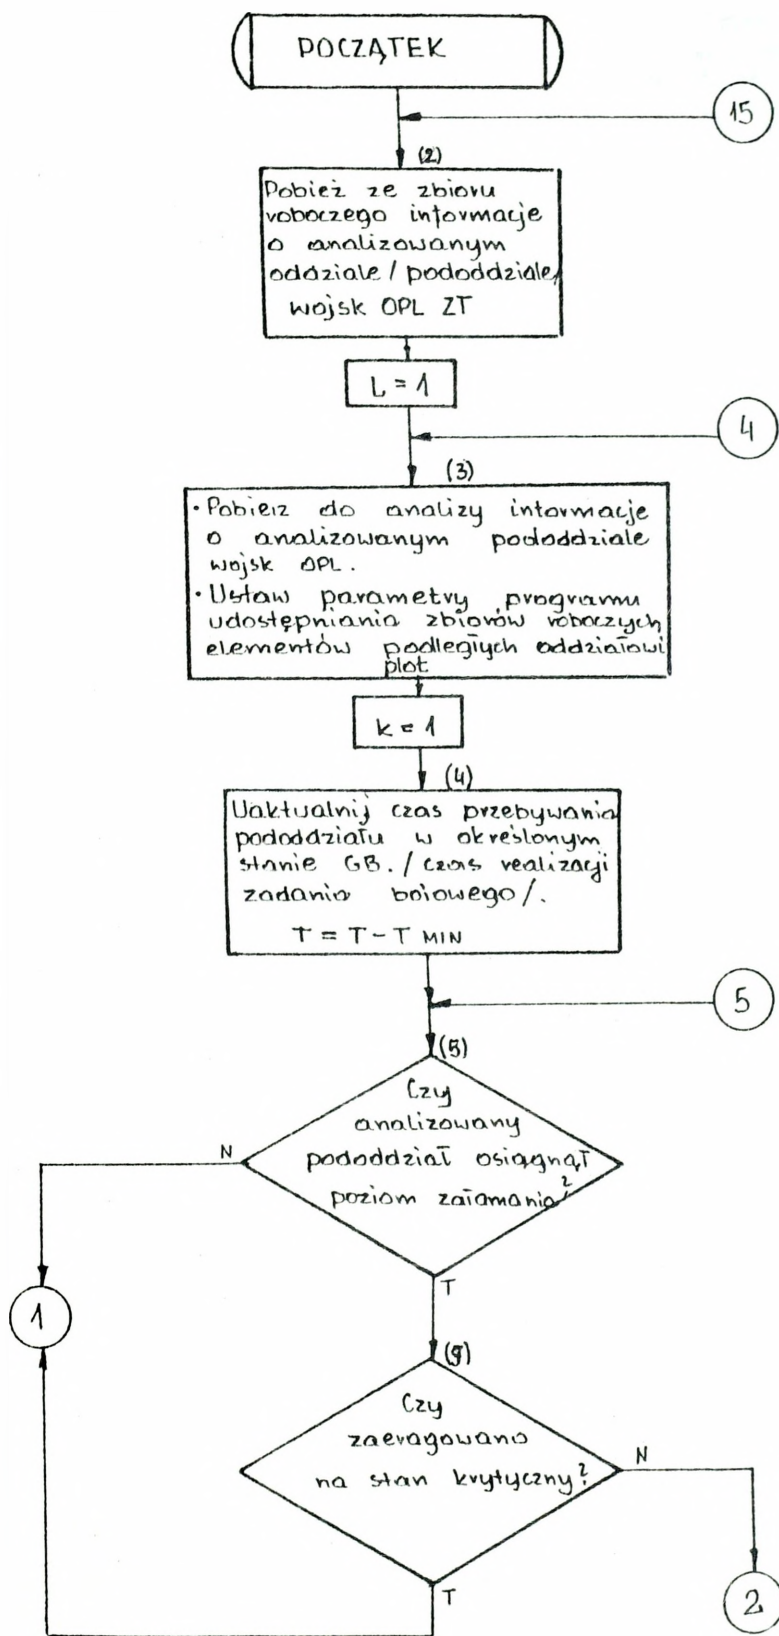 POCZĄTEK
15
(2)
Pobież ze zbioru
roboczego informacje
o analizowanym
oddziale / pododdziale/
wojsk OPL ZT
L = 1
4
(3)
• Pobierz do analizy informacje
o analizowanym pododdziale
wojsk OPL.
• Ustaw parametry programu
udostępniania zbiorów roboczych
elementów podległych oddziałowi
plot
k = 1
(4)
Uaktualnij czas przebywania
pododdziału w określonym
stanie GB. / czas realizacji
zadania bojowego /.
T = T - T MIN
5
(5)
Czy
analizowany
pododdział osiągnął
poziom załamania?
N
T
1
(9)
Czy
zaeragowano
na stan krytyczny?
N
T
2